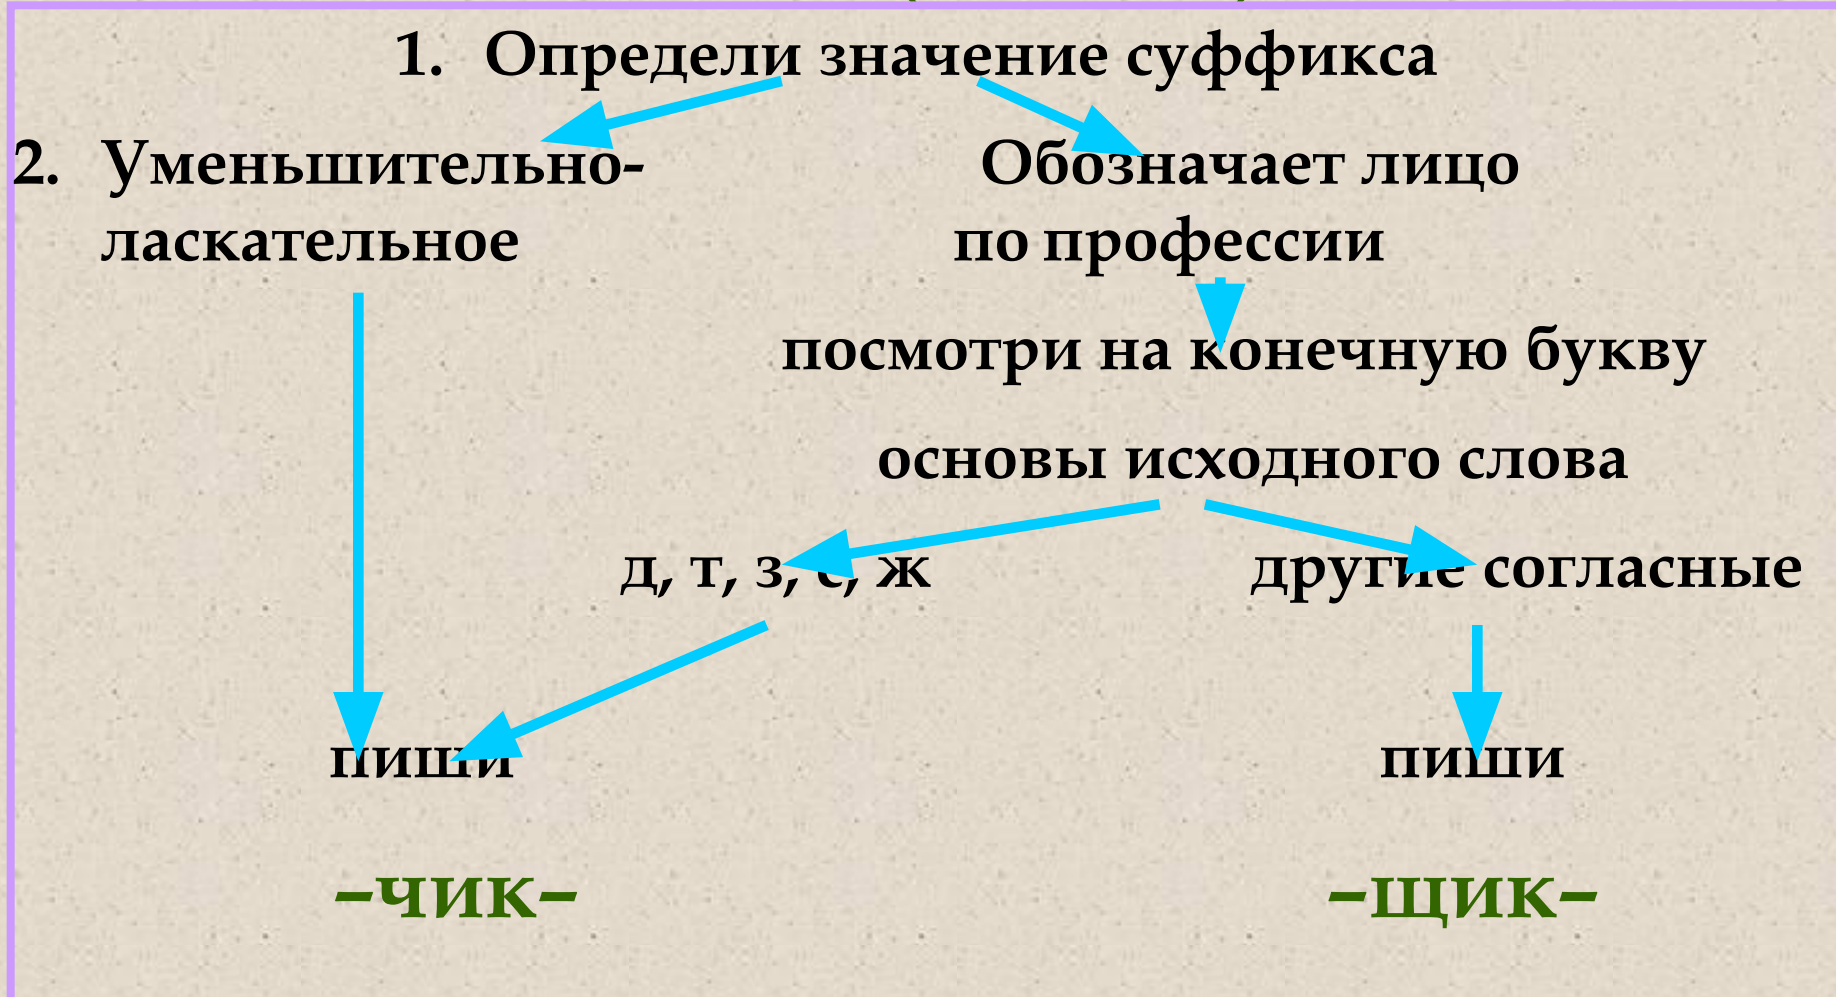 1. Определи значение суффикса
2. Уменьшительно-
ласкательное
Обозначает лицо
по профессии
посмотри на конечную букву
основы исходного слова
д, т, з, с, ж
другие согласные
пиши
пиши
–чик–
–щик–